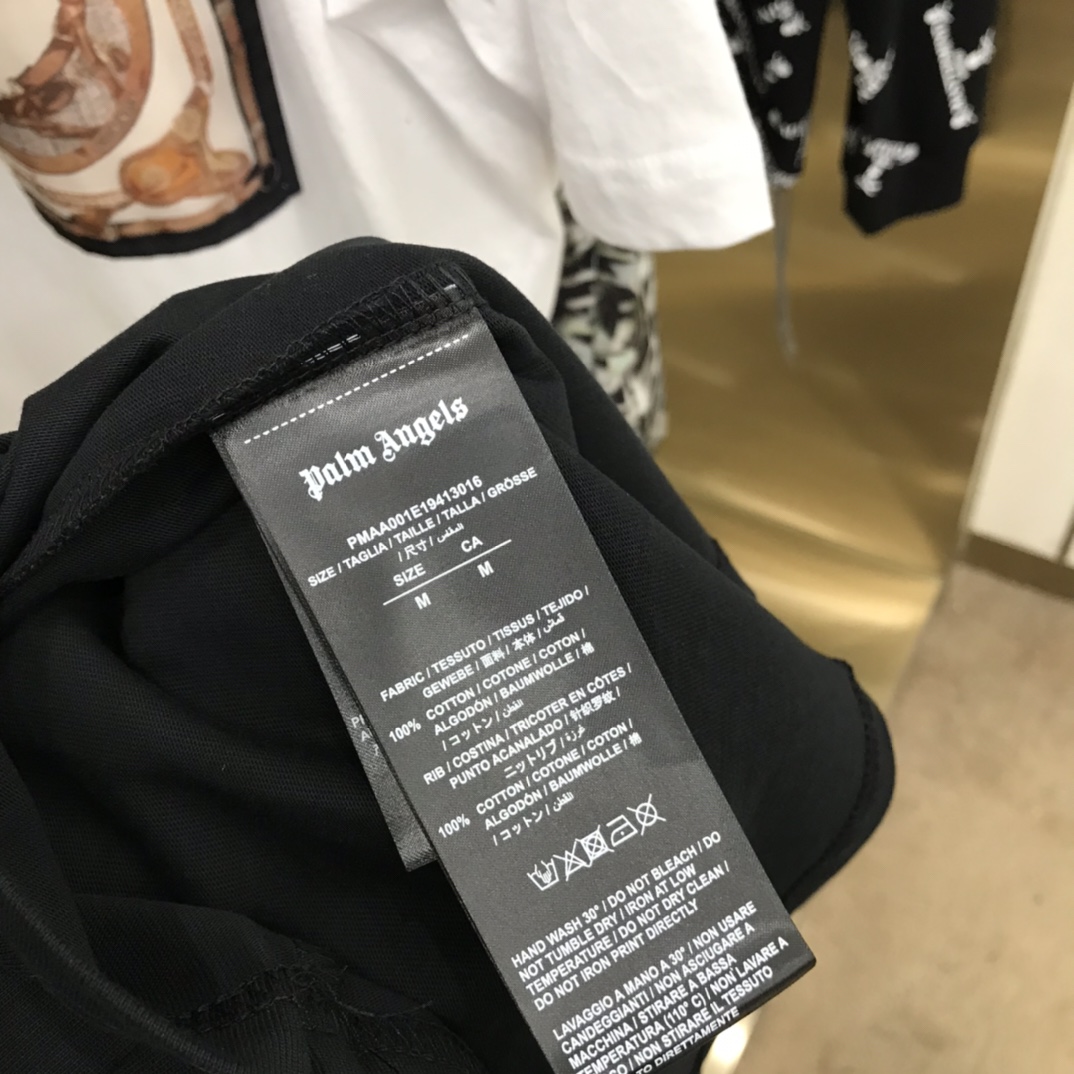 Palm Angels
PMAA001E19413016
SIZE / TAGLIA / TAILLE / TALLA / GRÖSSE
/ 尺寸 / المقاس
SIZE CA
M M
FABRIC / TESSUTO / TISSUS / TEJIDO /
GEWEBE / 面料 / 本体 / قماش
100% COTTON / COTONE / COTON /
ALGODÓN / BAUMWOLLE / 棉
/ コットン / القطن
RIB / COSTINA / TRICOTER EN CÔTES /
PUNTO ACANALADO / 针织罗纹 /
ニットリブ /
100% COTTON / COTONE / COTON /
ALGODÓN / BAUMWOLLE / 棉
/ コットン / القطن
HAND WASH 30° / DO NOT BLEACH / DO
NOT TUMBLE DRY / IRON AT LOW
TEMPERATURE / DO NOT DRY CLEAN /
DO NOT IRON PRINT DIRECTLY
LAVAGGIO A MANO A 30° / NON USARE
CANDEGGIANTI / NON ASCIUGARE A
MACCHINA / STIRARE A BASSA
TEMPERATURA (110° C) / NON LAVARE A
CO / NON STIRARE IL TESSUTO
TO DIRETTAMENTE